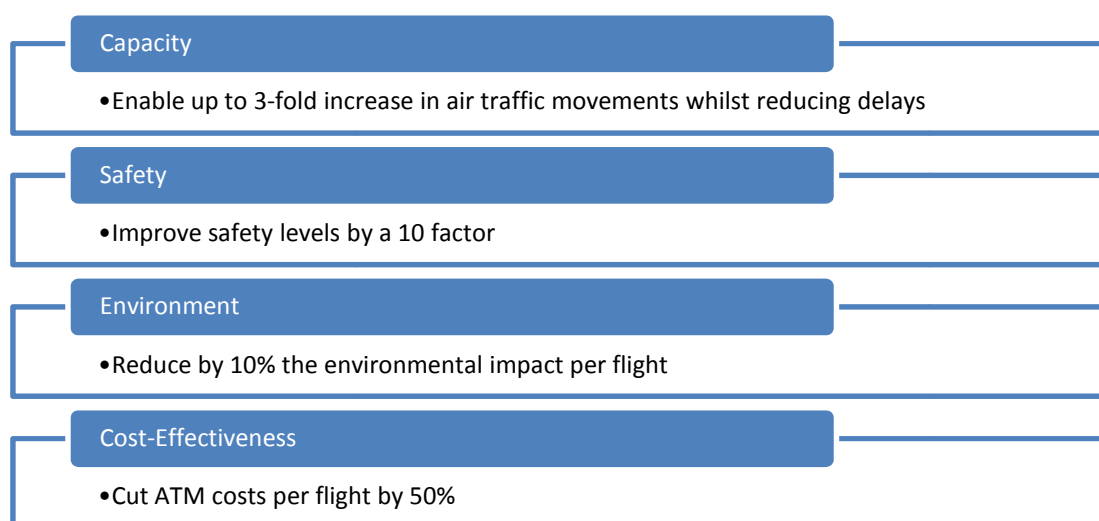 Capacity
•Enable up to 3-fold increase in air traffic movements whilst reducing delays
Safety
•Improve safety levels by a 10 factor
Environment
•Reduce by 10% the environmental impact per flight
Cost-Effectiveness
•Cut ATM costs per flight by 50%